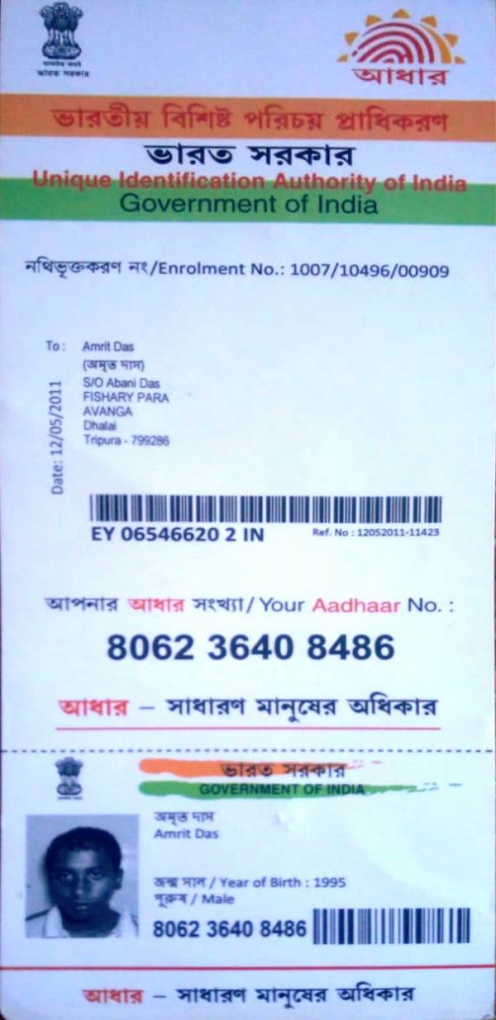 ভারত সরকার
আধার
ভারতীয় বিশিষ্ট পরিচয় প্রাধিকরণ
ভারত সরকার
Unique Identification Authority of India
Government of India
নথিভুক্তকরণ নং/Enrolment No.: 1007/10496/00909
To : Amrit Das
(অমৃত দাস)
S/O Abani Das
FISHARY PARA
AVANGA
Dhalai
Tripura - 799286
Date: 12/05/2011
EY 06546620 2 IN
Ref. No : 12052011-11423
আপনার আধার সংখ্যা/ Your Aadhaar No. :
8062 3640 8486
আধার – সাধারণ মানুষের অধিকার
ভারত সরকার
GOVERNMENT OF INDIA
অমৃত দাস
Amrit Das
জন্ম সাল / Year of Birth : 1995
পুরুষ / Male
8062 3640 8486
আধার – সাধারণ মানুষের অধিকার